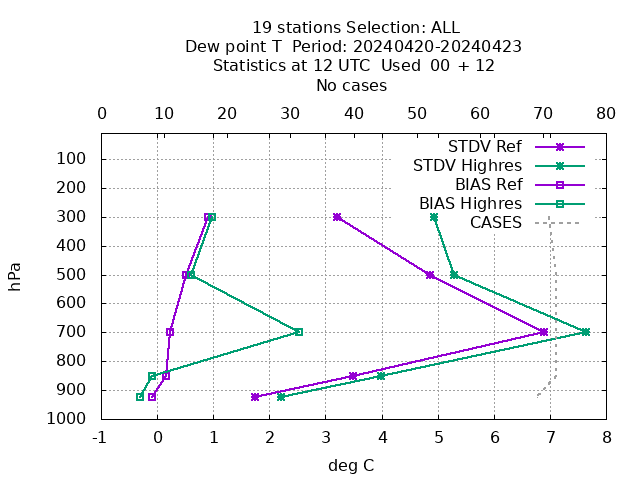 19 stations Selection: ALL
Dew point T  Period: 20240420-20240423
Statistics at 12 UTC  Used  00 + 12
No cases
0 10 20 30 40 50 60 70 80
STDV Ref
STDV Highres
BIAS Ref
BIAS Highres
CASES
100
200
300
400
500
600
700
800
900
1000
hPa
-1 0 1 2 3 4 5 6 7 8
deg C